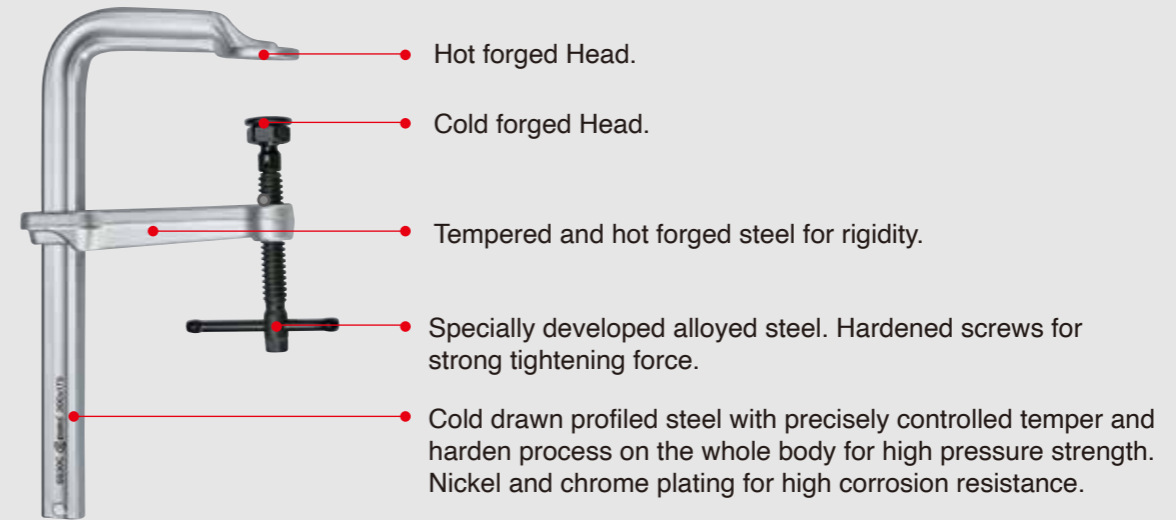 Hot forged Head.
Cold forged Head.
Tempered and hot forged steel for rigidity.
Specially developed alloyed steel. Hardened screws for
strong tightening force.
Cold drawn profiled steel with precisely controlled temper and
harden process on the whole body for high pressure strength.
Nickel and chrome plating for high corrosion resistance.